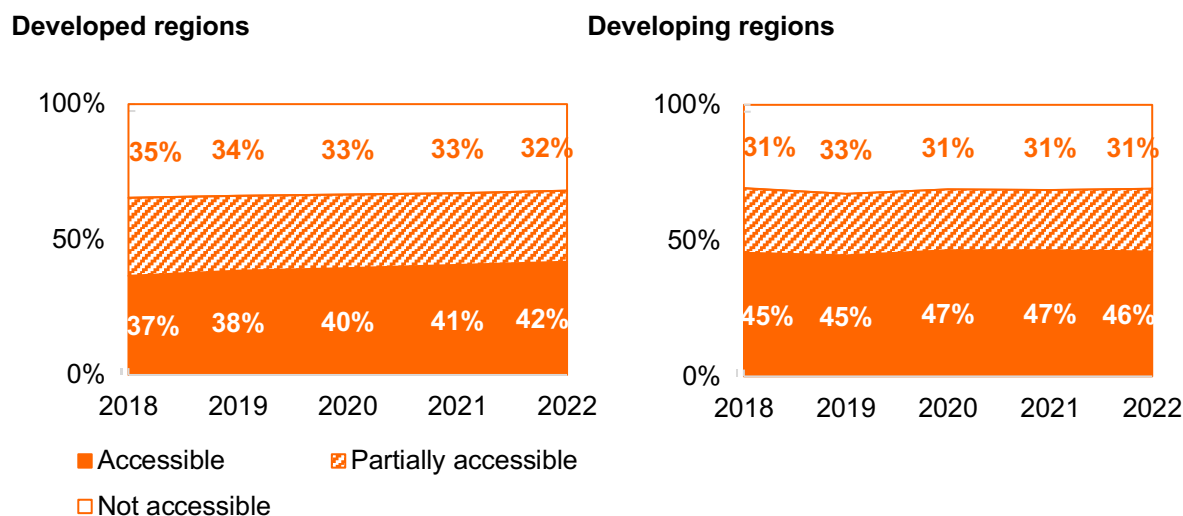 Developed regions
100%
50%
0%
35% 34% 33% 33% 32%
37% 38% 40% 41% 42%
2018 2019 2020 2021 2022
Developing regions
100%
50%
0%
31% 33% 31% 31% 31%
45% 45% 47% 47% 46%
2018 2019 2020 2021 2022
Accessible
Partially accessible
Not accessible